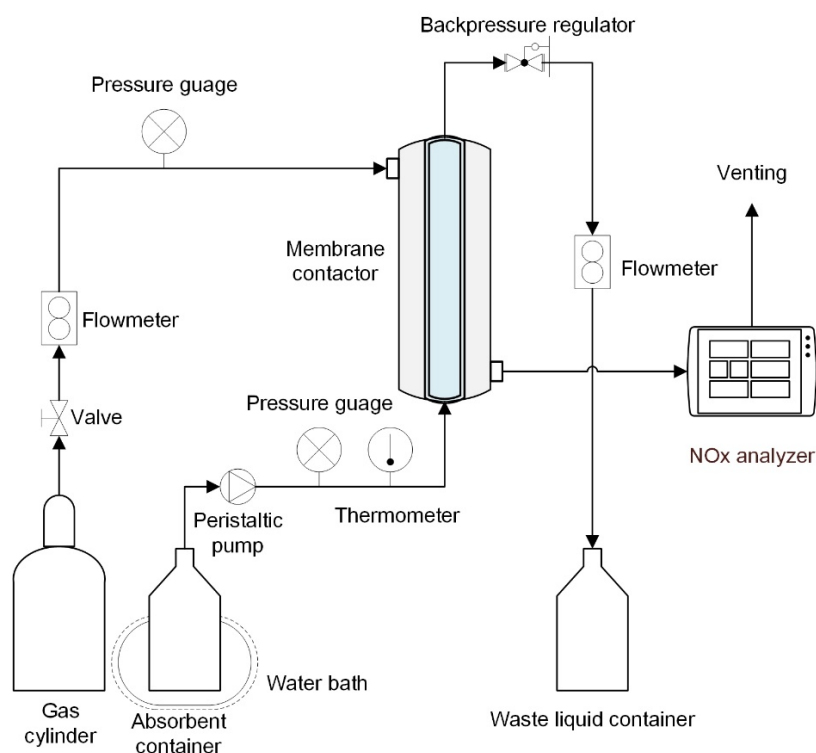 Backpressure regulator
Pressure guage
Venting
Membrane
contactor
Flowmeter
Flowmeter
Pressure guage
Valve
NOx analyzer
Peristaltic
pump
Thermometer
Water bath
Gas
cylinder
Absorbent
container
Waste liquid container